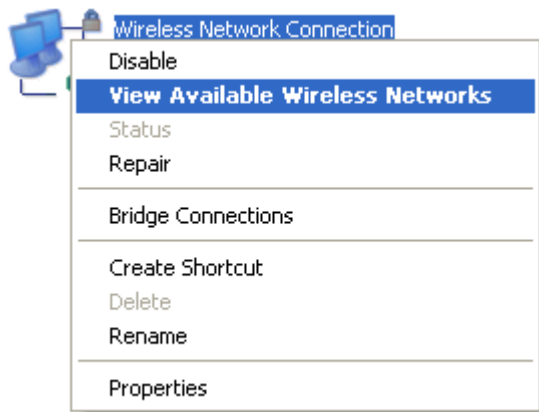 Wireless Network Connection
Disable
View Available Wireless Networks
Status
Repair
Bridge Connections
Create Shortcut
Delete
Rename
Properties